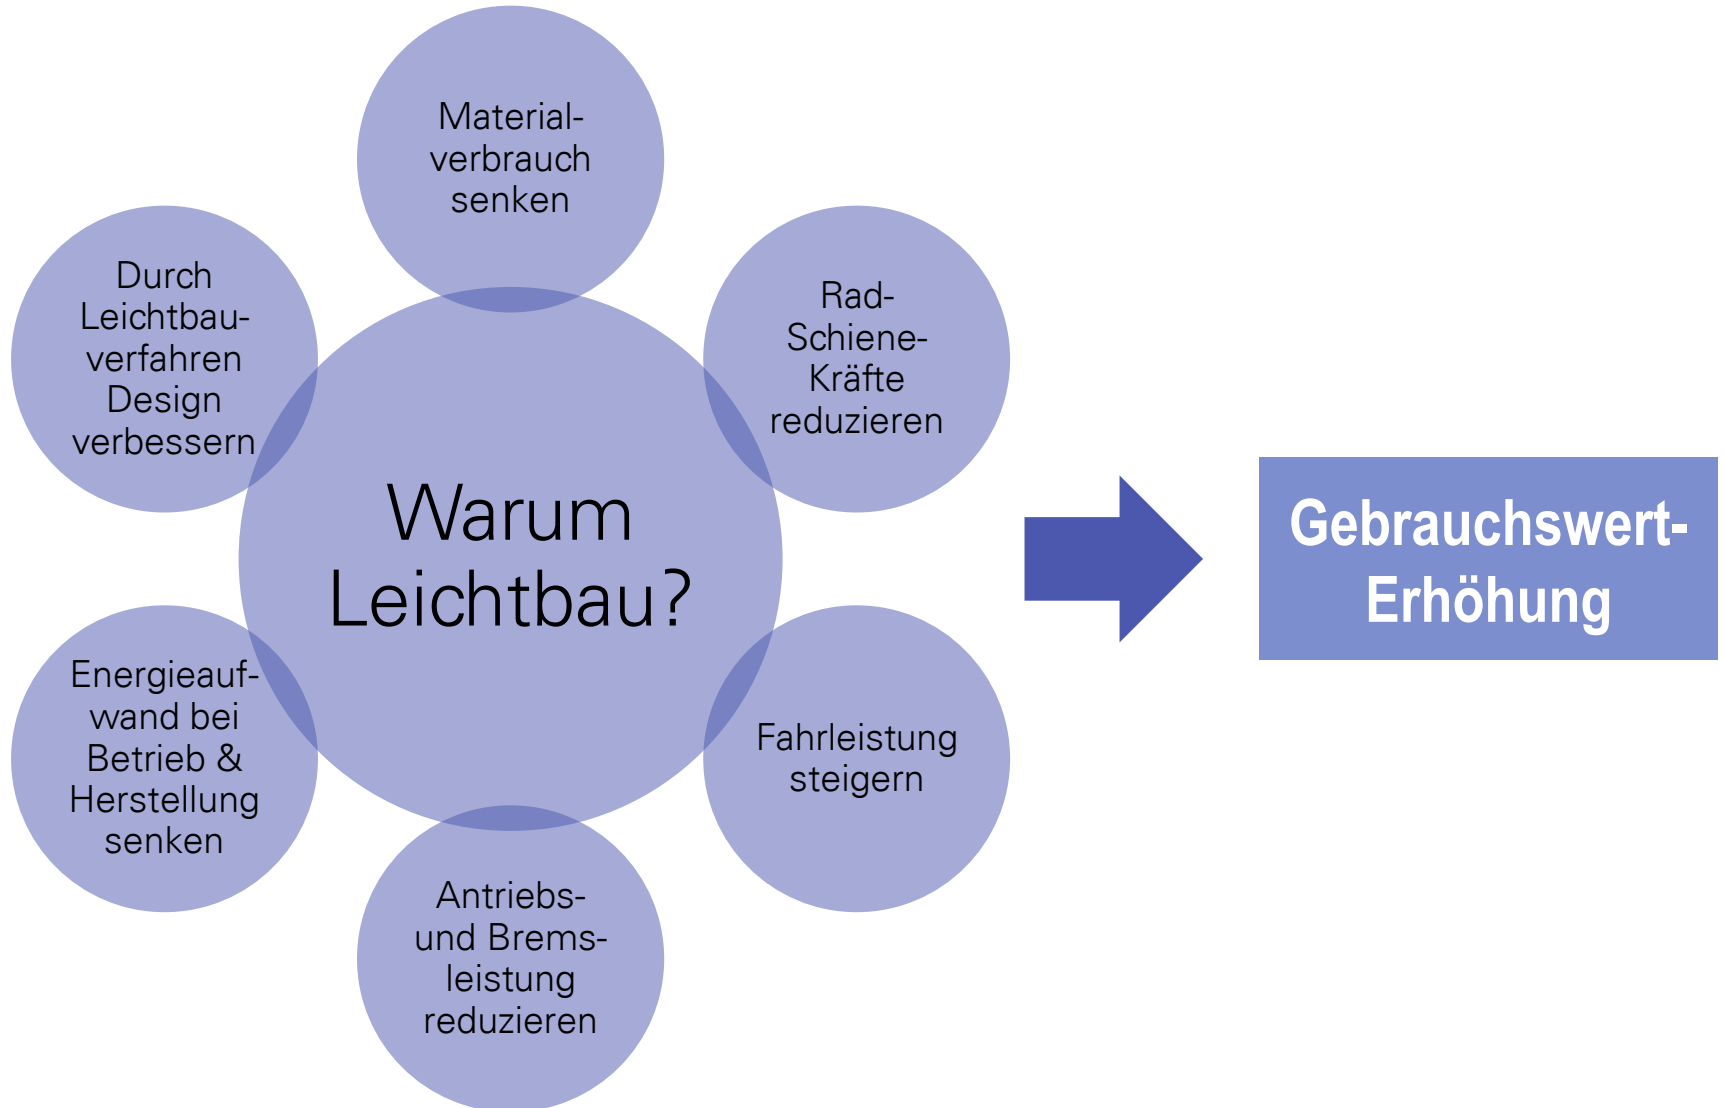 Material-
verbrauch
senken
Durch
Leichtbau-
verfahren
Design
verbessern
Rad-
Schiene-
Kräfte
reduzieren
Warum
Leichtbau?
Gebrauchswert-
Erhöhung
Energieauf-
wand bei
Betrieb &
Herstellung
senken
Fahrleistung
steigern
Antriebs-
und Brems-
leistung
reduzieren